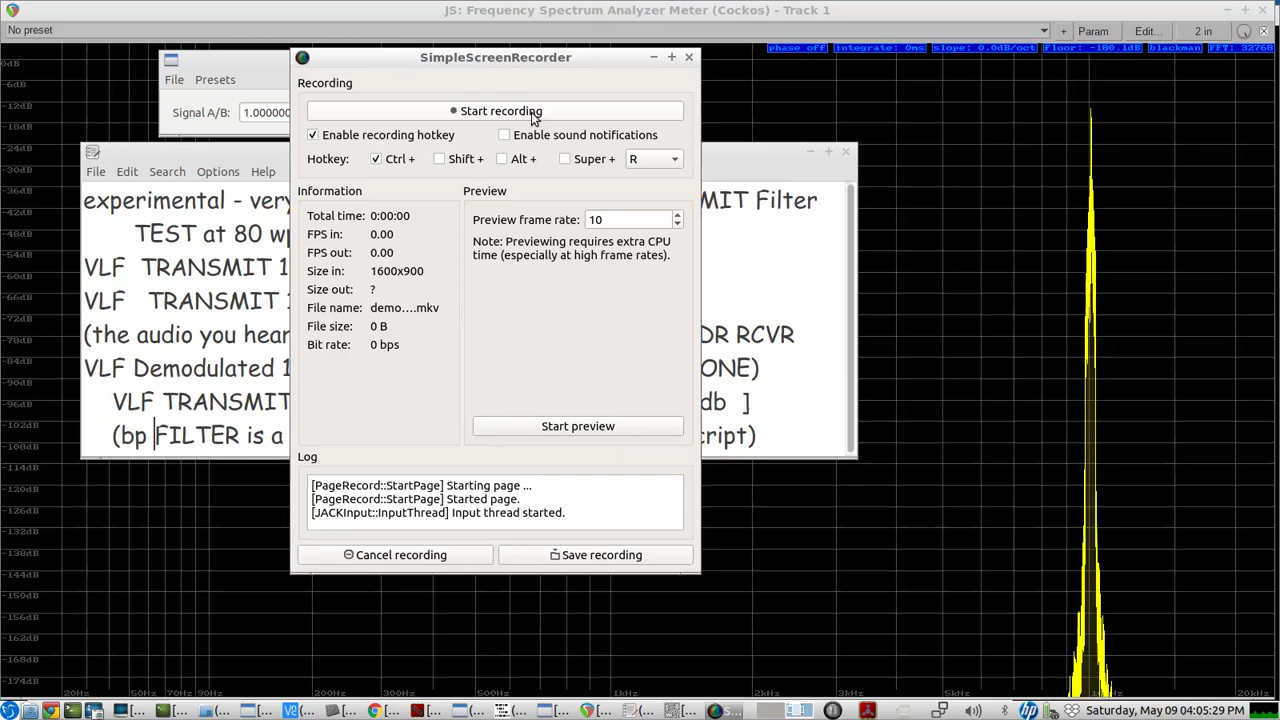 JS: Frequency Spectrum Analyzer Meter (Cockos) - Track 1
No preset
+ Param Edit... 2 in
phase off integrate: 0ms slope: 0.0dB/oct floor: -180.1dB blackman FFT: 32768
0dB
-6dB
-12dB
-18dB
-24dB
-30dB
-36dB
-42dB
-48dB
-54dB
-60dB
-66dB
-72dB
-78dB
-84dB
-90dB
-96dB
-102dB
-108dB
-114dB
-120dB
-126dB
-132dB
-138dB
-144dB
-150dB
-156dB
-162dB
-168dB
-174dB
20Hz 50Hz 70Hz 90Hz 200Hz 300Hz 500Hz 1kHz 2kHz 3kHz 5kHz 20kHz
File Presets
Signal A/B: 1.000000
File Edit Search Options Help
experimental - very
MIT Filter
TEST at 80 wp
VLF TRANSMIT 1
VLF TRANSMIT
(the audio you hear
DR RCVR
VLF Demodulated 1
ONE)
VLF TRANSMIT
db ]
(bp FILTER is a
cript)
SimpleScreenRecorder
Recording
Start recording
Enable recording hotkey Enable sound notifications
Hotkey: Ctrl + Shift + Alt + Super + R
Information
Total time: 0:00:00
FPS in: 0.00
FPS out: 0.00
Size in: 1600x900
Size out: ?
File name: demo....mkv
File size: 0 B
Bit rate: 0 bps
Preview
Preview frame rate: 10
Note: Previewing requires extra CPU
time (especially at high frame rates).
Start preview
Log
[PageRecord::StartPage] Starting page ...
[PageRecord::StartPage] Started page.
[JACKInput::InputThread] Input thread started.
Cancel recording Save recording
Saturday, May 09 04:05:29 PM